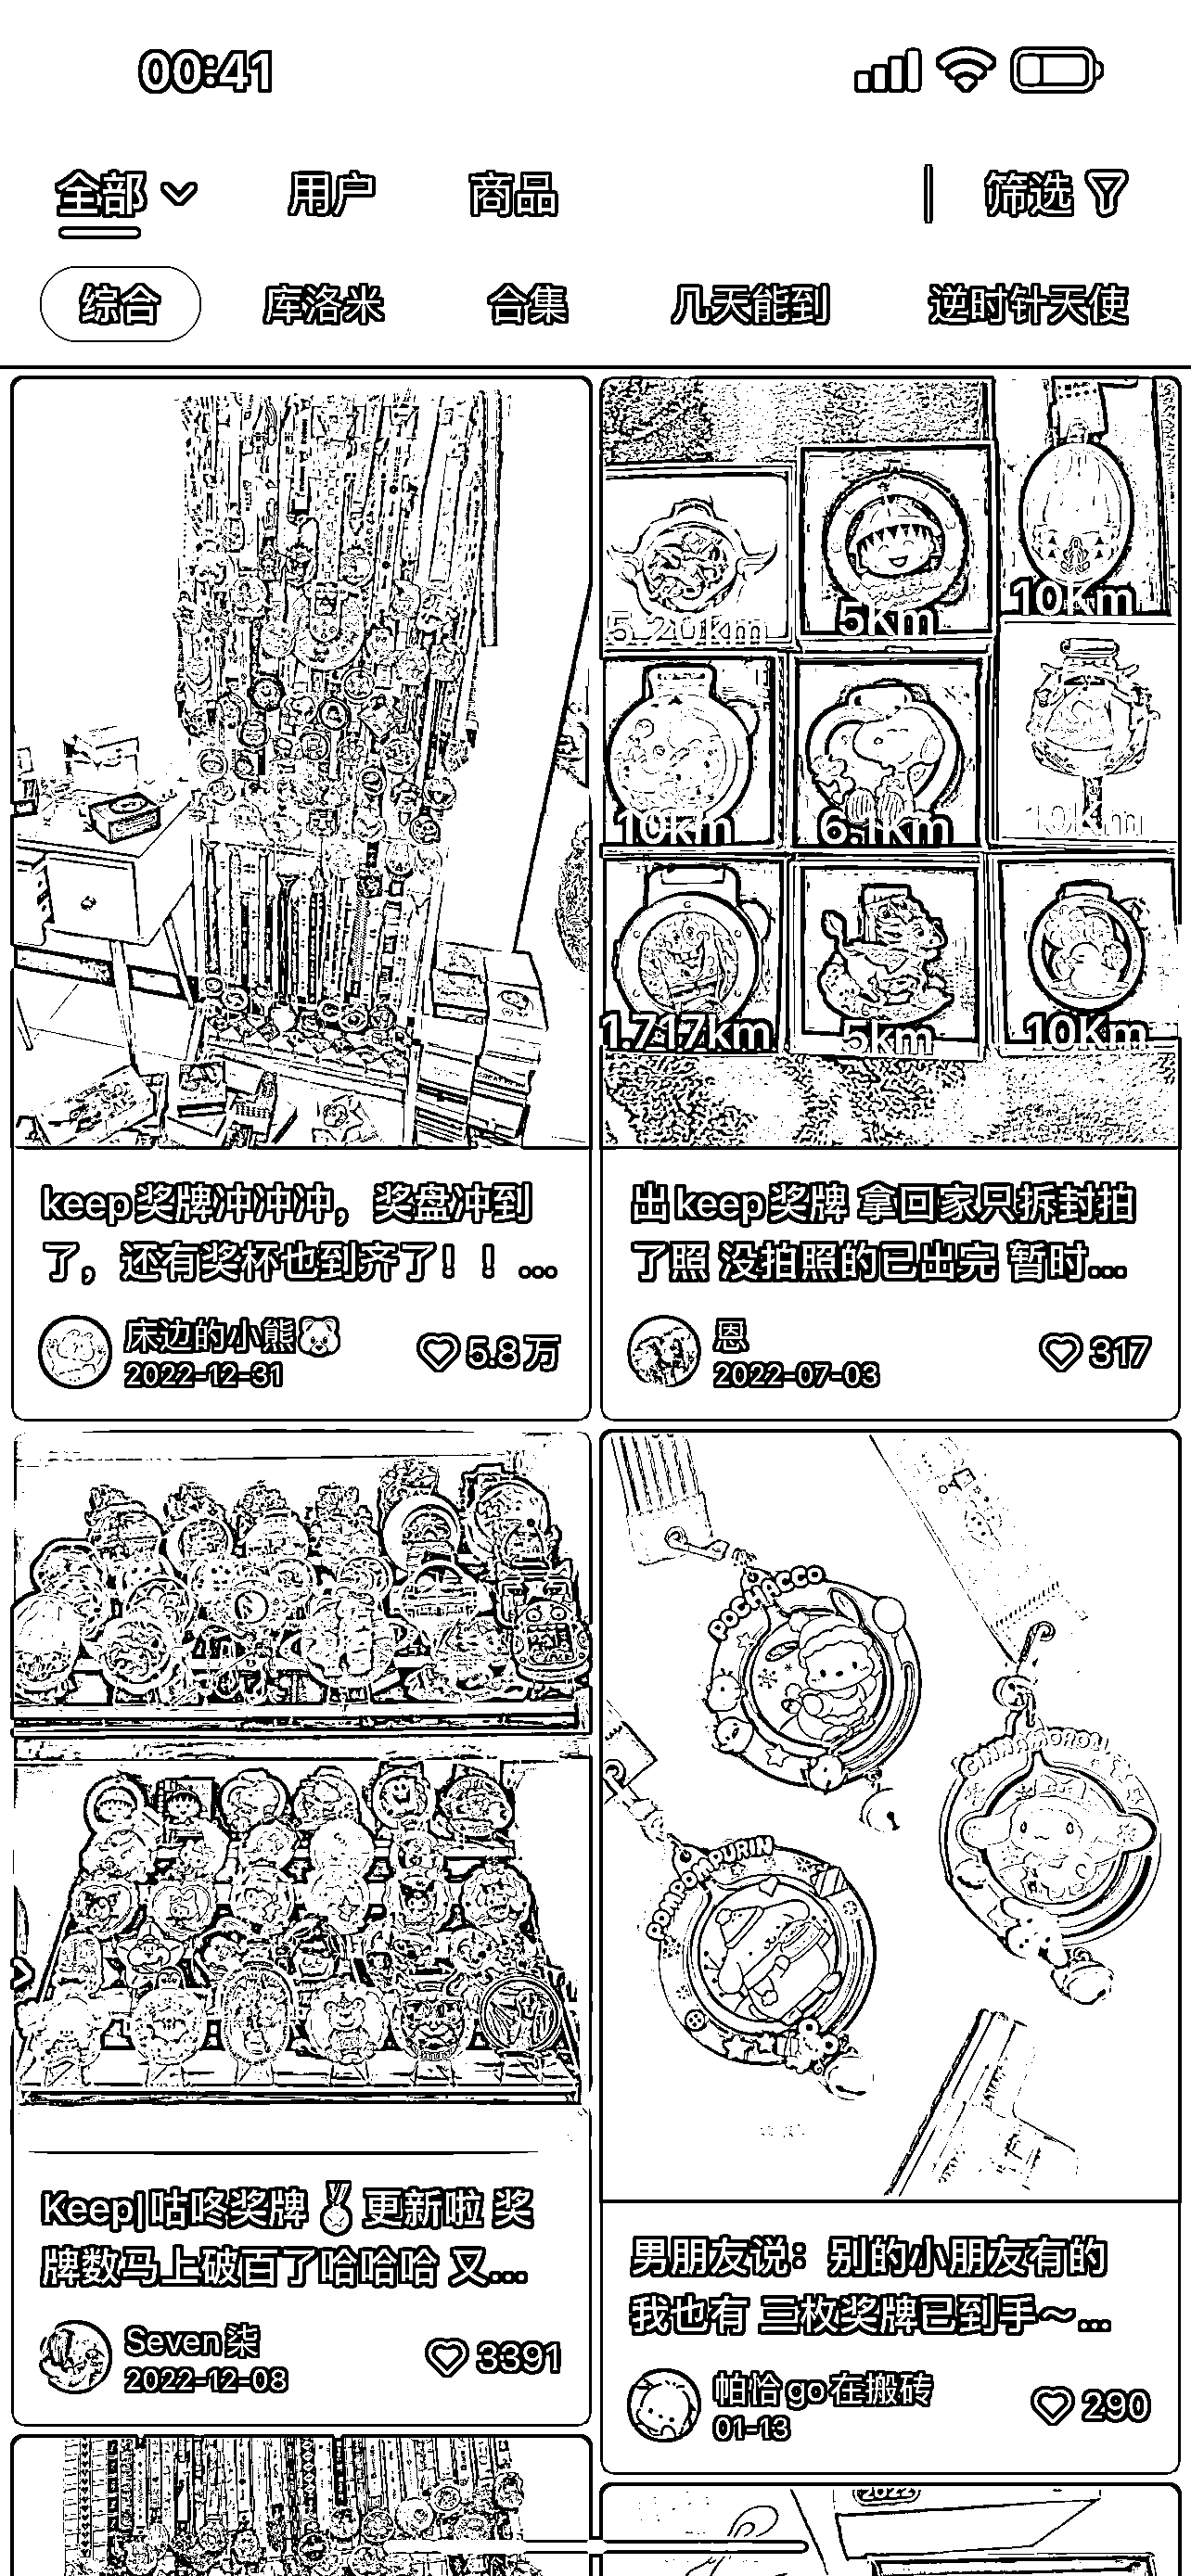 00:41
全部
用户
商品
筛选
综合
库洛米
合集
几天能到
逆时针天使
5.20km
5km
10Km
10km
6.1km
10Km
1.717km
5km
10Km
keep奖牌冲冲冲，奖盘冲到
了，还有奖杯也到齐了！！...
床边的小熊🐻
2022-12-31
5.8万
出keep奖牌 拿回家只拆封拍
了照 没拍照的已出完 暂时...
恩
2022-07-03
317
POCHACCO
CINNAMOROLL
POMPOMPURIN
Keep|咕咚奖牌🏅更新啦 奖
牌数马上破百了哈哈哈 又...
Seven柒
2022-12-08
3391
男朋友说：别的小朋友有的
我也有 三枚奖牌已到手～...
帕恰go在搬砖
01-13
290
2022